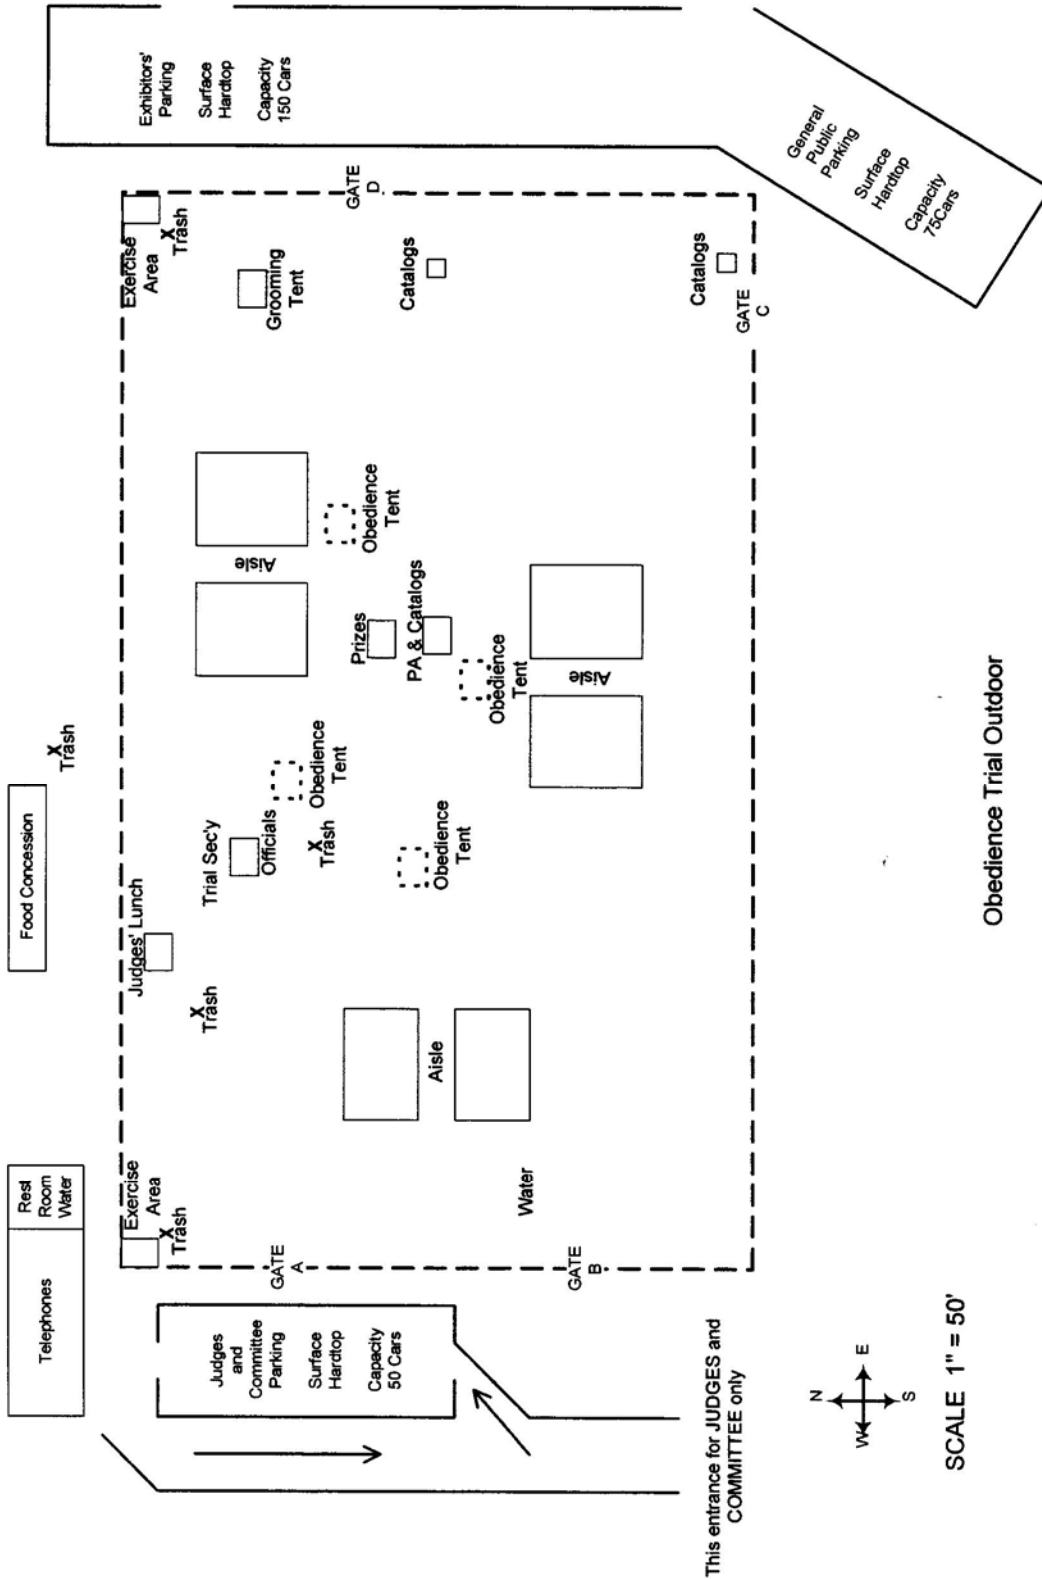 Telephones
Rest
Room
Water
Food Concession
X
Trash
Exercise
Area
X
Trash
Judges' Lunch
X
Trash
Trial Sec'y
Officials
X
Trash
Obedience
Tent
Obedience
Tent
Aisle
Obedience
Tent
Prizes
PA & Catalogs
Obedience
Tent
Aisle
Aisle
Water
Exercise
Area
X
Trash
Grooming
Tent
Catalogs
Catalogs
GATE
A
GATE
B
GATE
C
GATE
D
Judges
and
Committee
Parking
Surface
Hardtop
Capacity
50 Cars
Exhibitors'
Parking
Surface
Hardtop
Capacity
150 Cars
General
Public
Parking
Surface
Hardtop
Capacity
75Cars
This entrance for JUDGES and
COMMITTEE only
N
W
E
S
SCALE 1" = 50'
Obedience Trial Outdoor